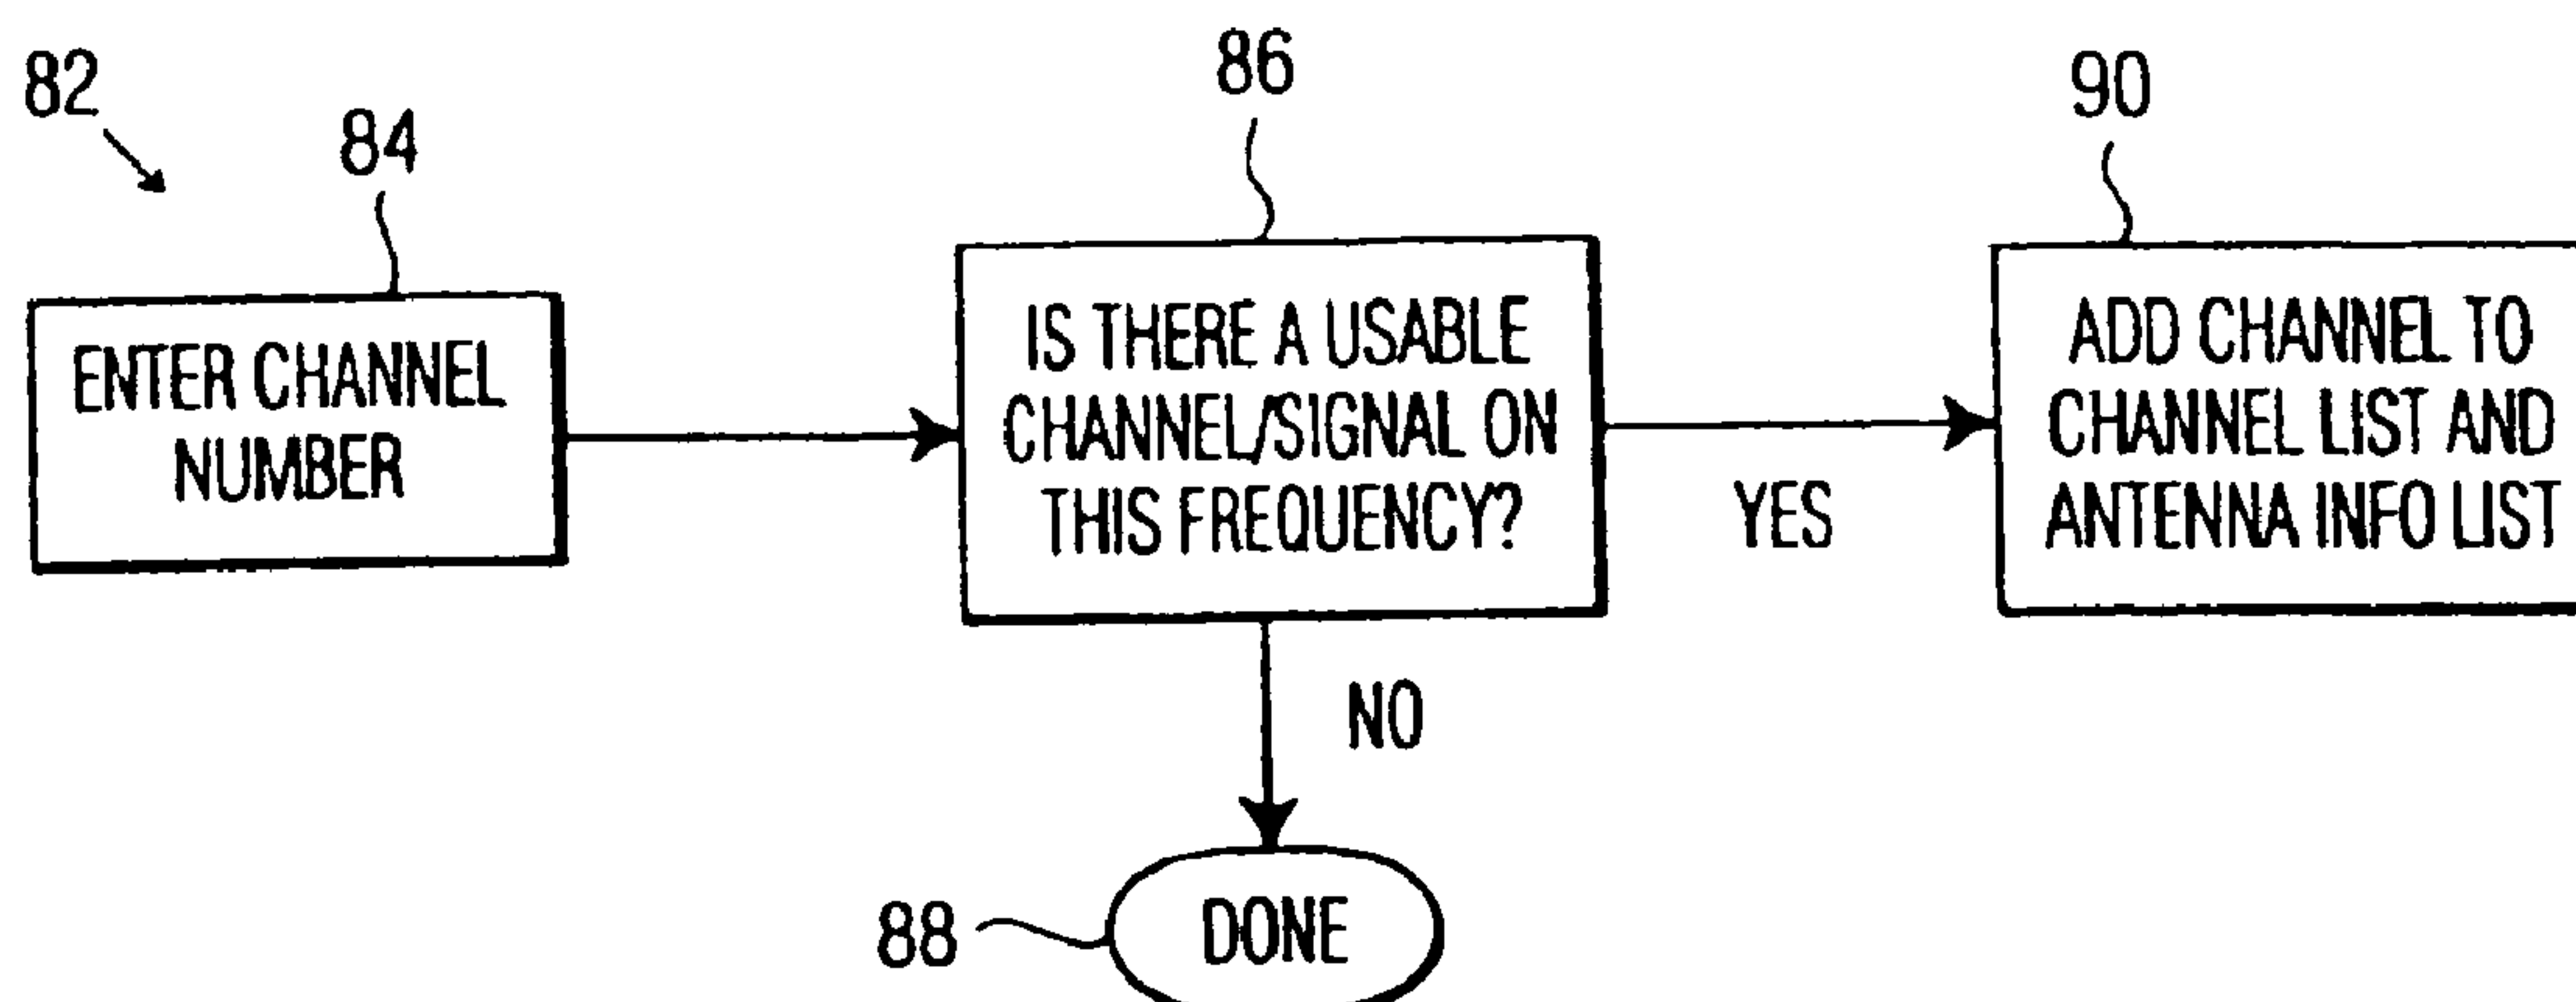 82
84
86
90
ENTER CHANNEL
NUMBER
IS THERE A USABLE
CHANNEL/SIGNAL ON
THIS FREQUENCY?
YES
ADD CHANNEL TO
CHANNEL LIST AND
ANTENNA INFO LIST
NO
88
DONE